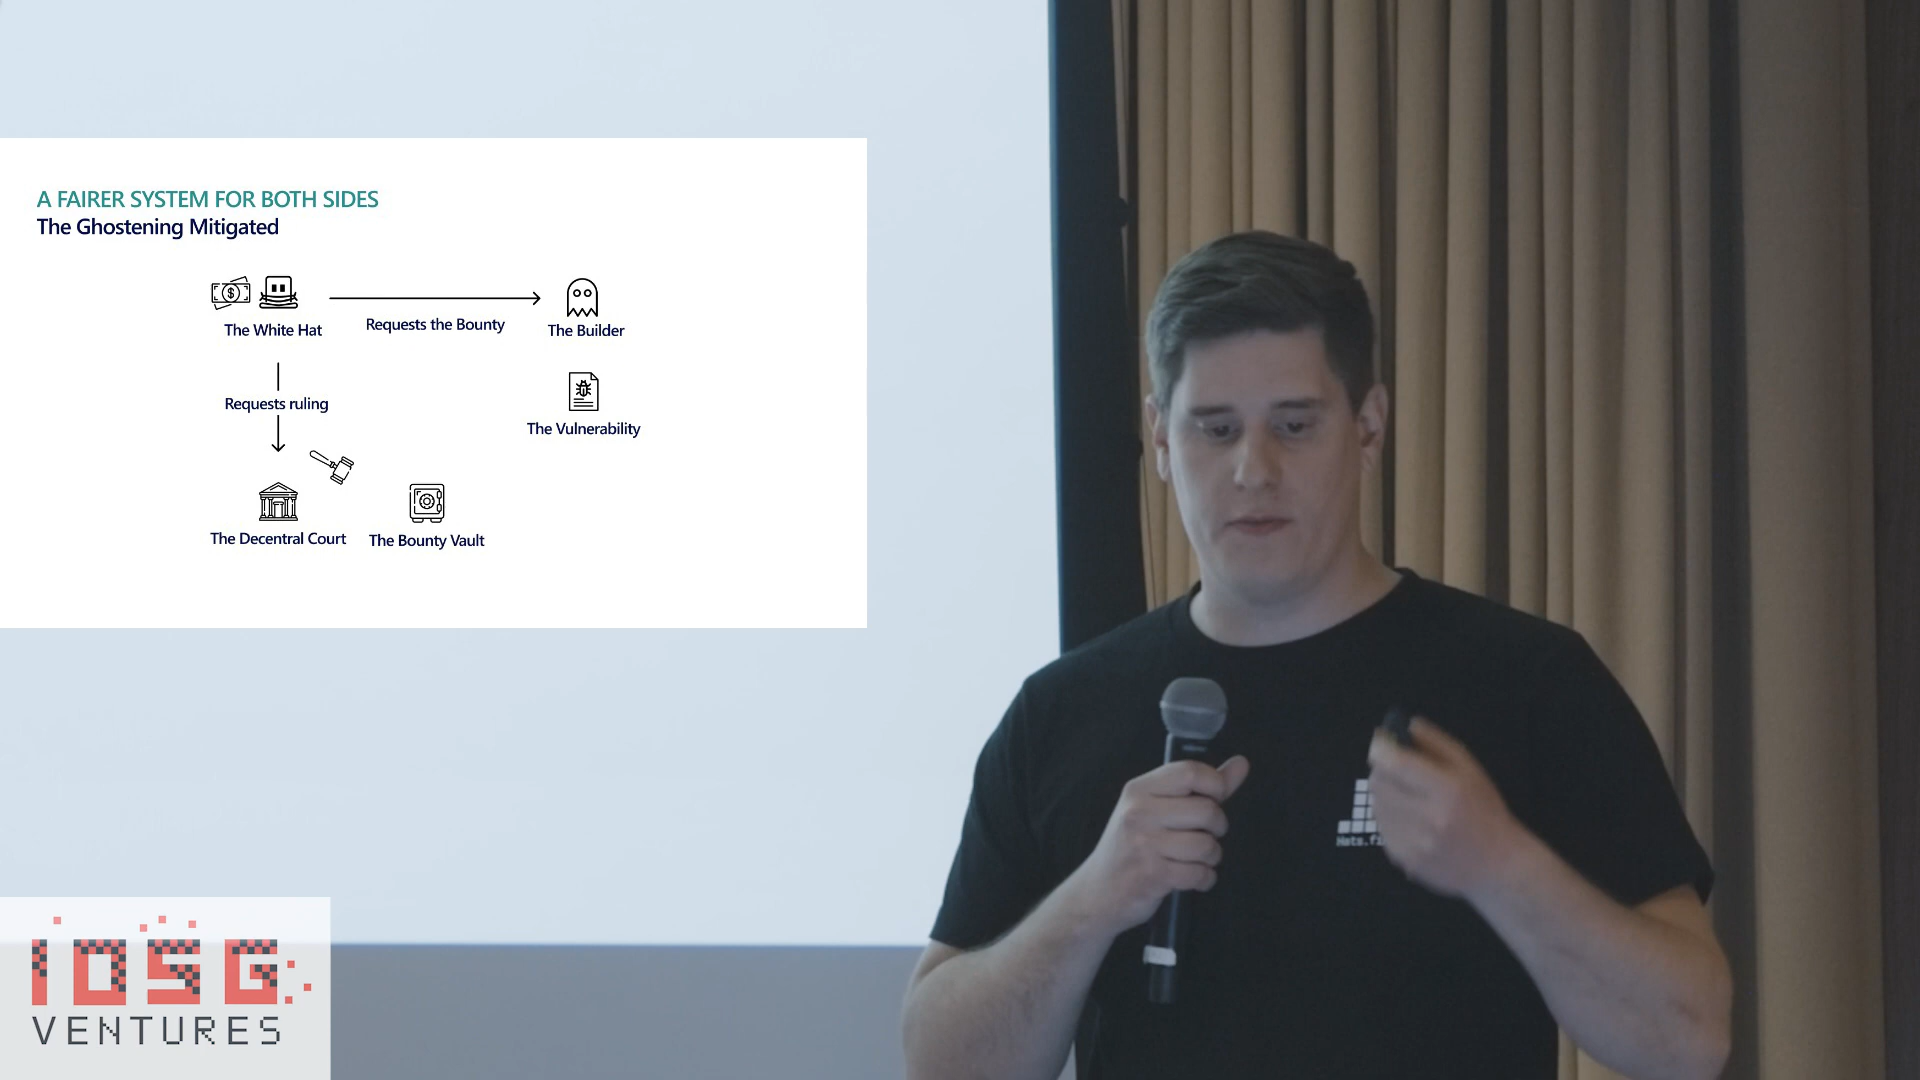 A FAIRER SYSTEM FOR BOTH SIDES
The Ghostening Mitigated
The White Hat
Requests the Bounty
The Builder
Requests ruling
The Vulnerability
The Decentral Court
The Bounty Vault
IOSG
VENTURES